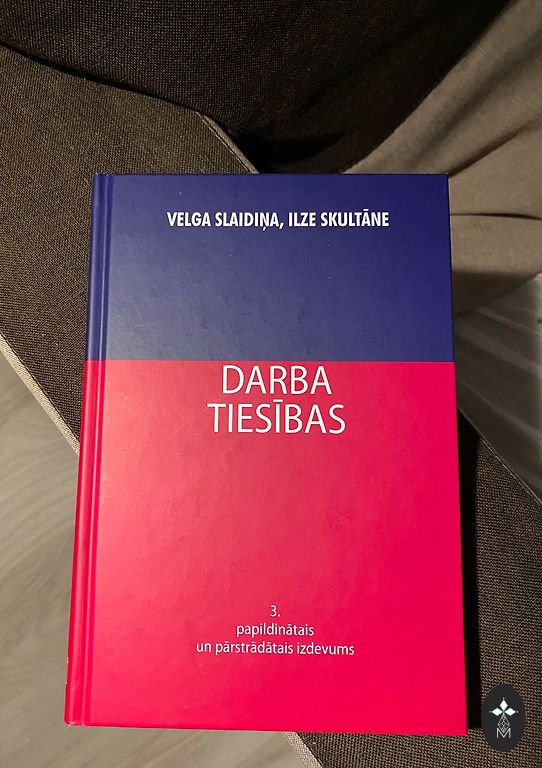 VELGA SLAIDIŅA, ILZE SKULTĀNE
DARBA
TIESĪBAS
3.
papildinātais
un pārstrādātais izdevums